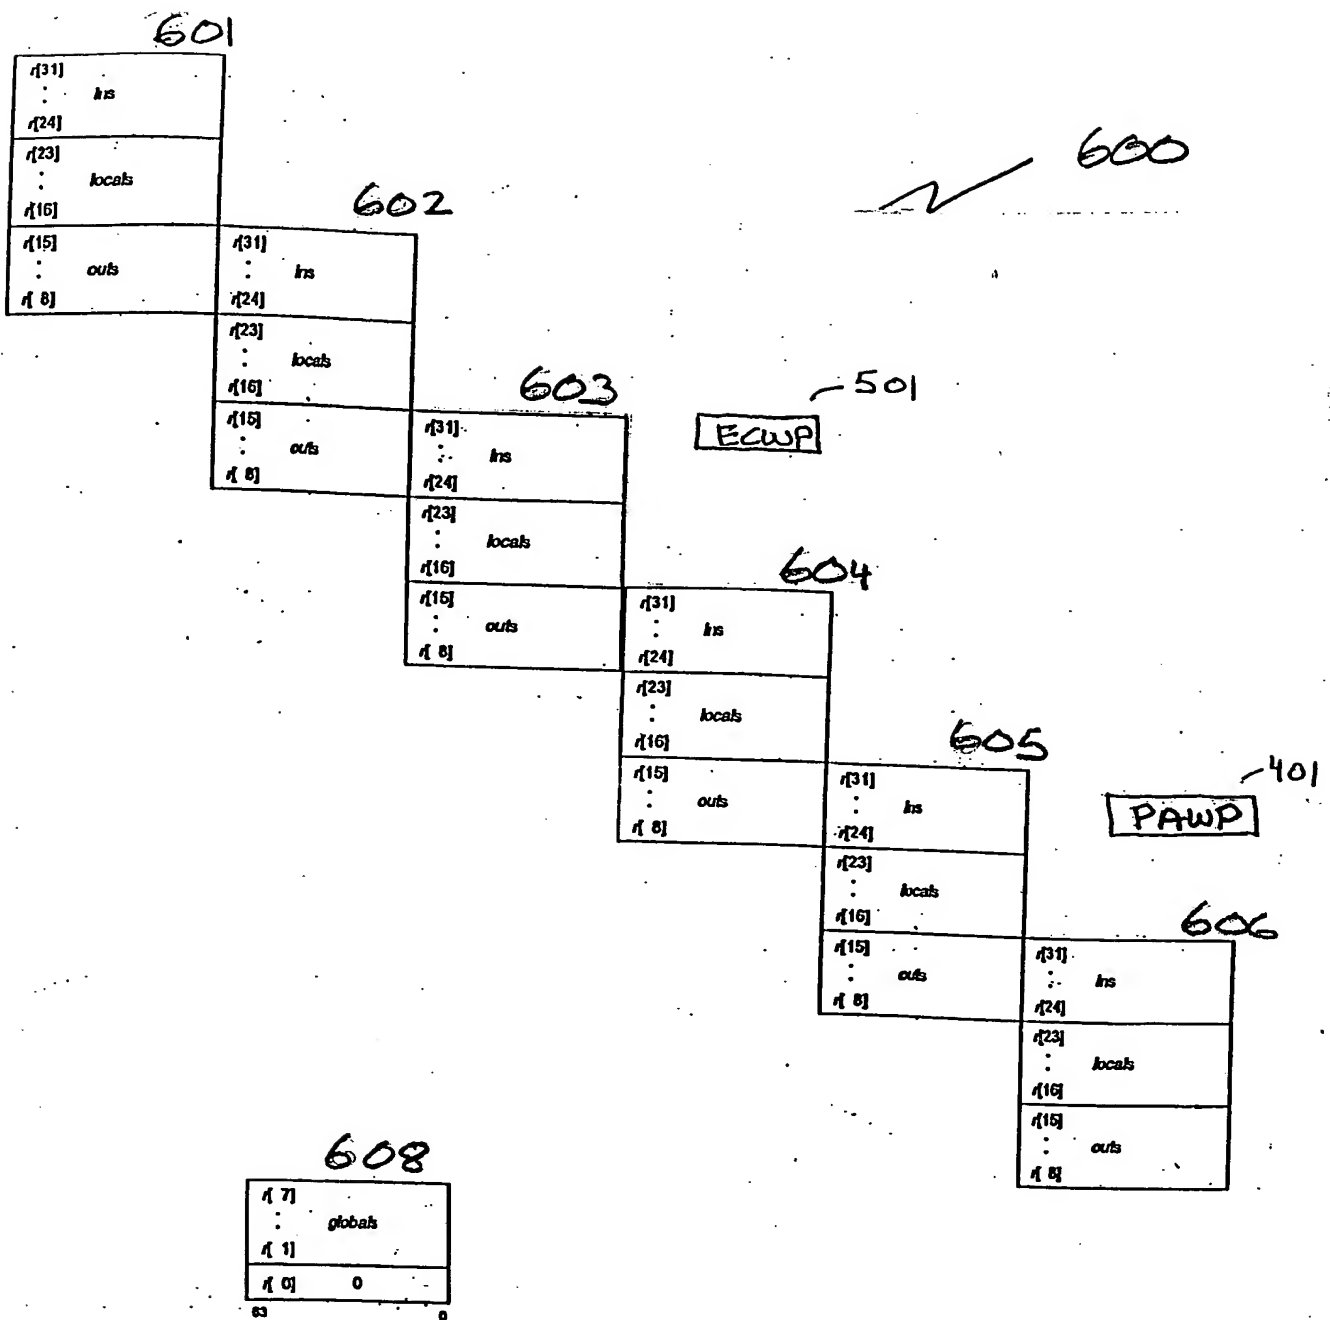 601
r[31]
ins
r[24]
r[23]
locals
r[16]
r[15]
outs
r[ 8]
600
602
r[31]
ins
r[24]
r[23]
locals
r[16]
r[15]
outs
r[ 8]
603
r[31]
ins
r[24]
r[23]
locals
r[16]
r[15]
outs
r[ 8]
501
ECWP
604
r[31]
ins
r[24]
r[23]
locals
r[16]
r[15]
outs
r[ 8]
605
r[31]
ins
r[24]
r[23]
locals
r[16]
r[15]
outs
r[ 8]
401
PAWP
606
r[31]
ins
r[24]
r[23]
locals
r[16]
r[15]
outs
r[ 8]
608
r[ 7]
globals
r[ 1]
r[ 0] 0
63 0